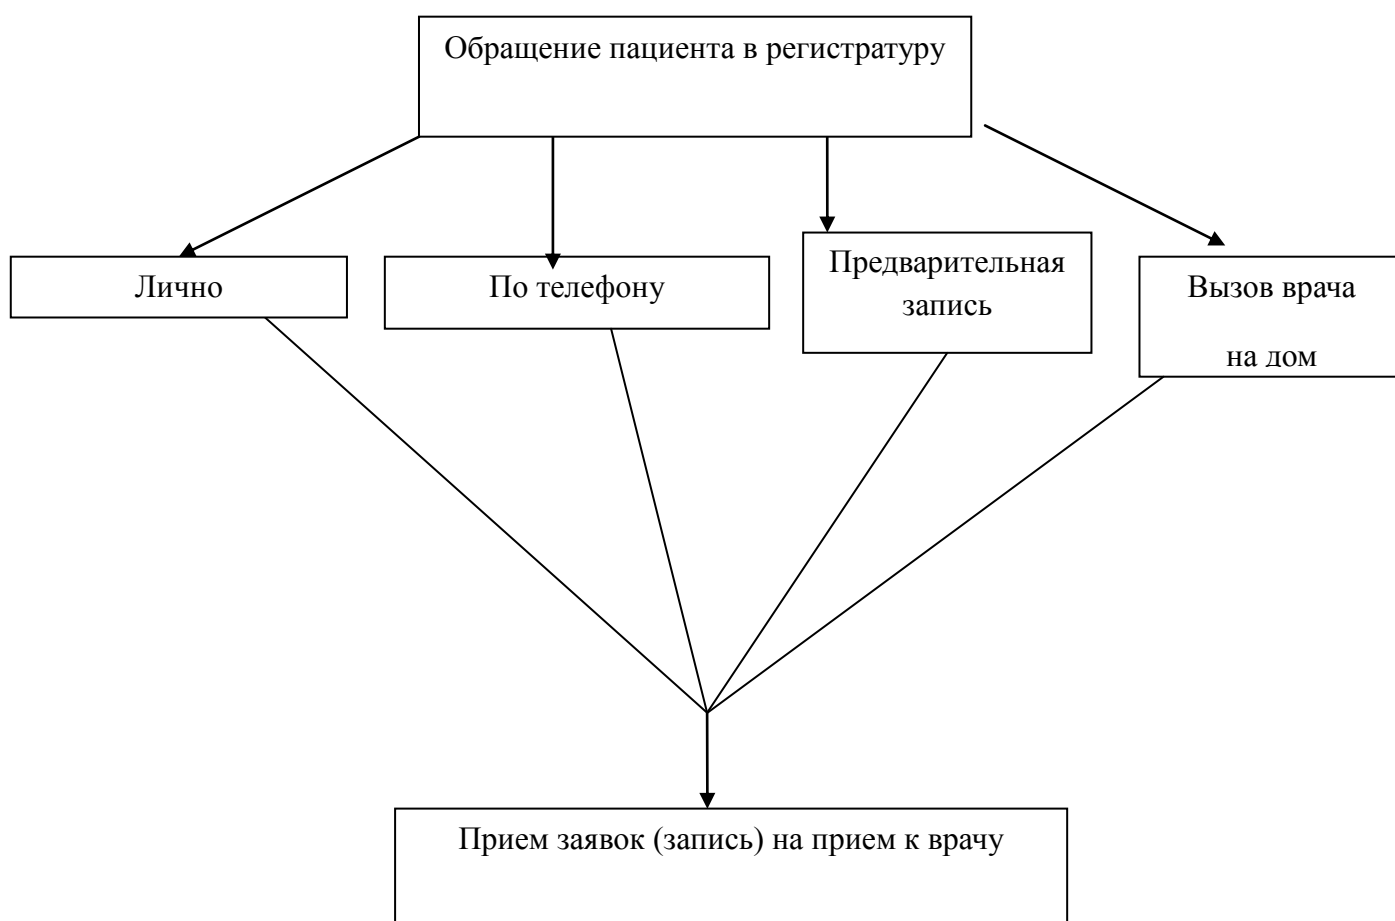 Обращение пациента в регистратуру
Лично
По телефону
Предварительная
запись
Вызов врача
на дом
Прием заявок (запись) на прием к врачу